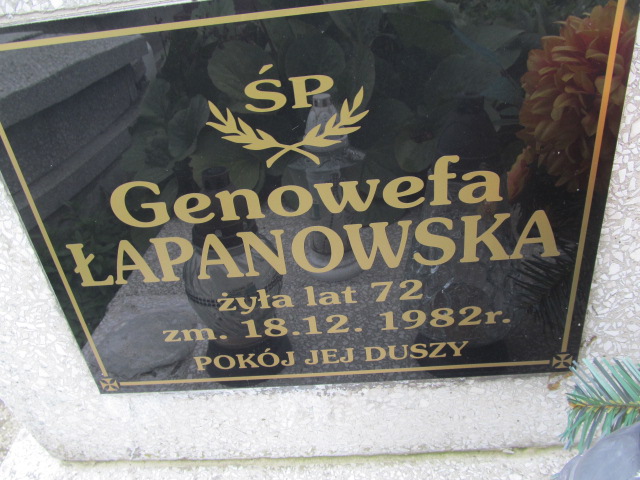 ŚP
Genowefa
ŁAPANOWSKA
żyła lat 72
zm. 18.12. 1982r.
POKÓJ JEJ DUSZY